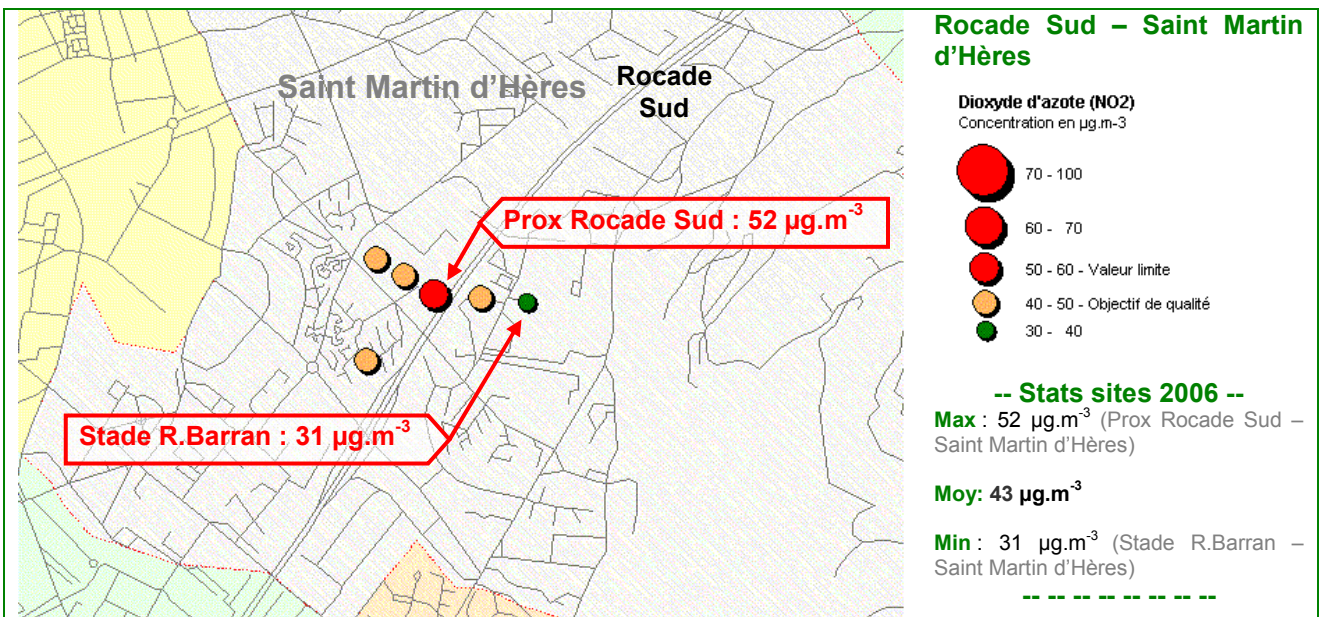 Saint Martin d'Hères
Rocade
Sud
Prox Rocade Sud : 52 µg.m-3
Stade R.Barran : 31 µg.m-3
Rocade Sud – Saint Martin
d'Hères
Dioxyde d'azote (NO2)
Concentration en µg.m-3
70 - 100
60 - 70
50 - 60 - Valeur limite
40 - 50 - Objectif de qualité
30 - 40
-- Stats sites 2006 --
Max : 52 µg.m-3 (Prox Rocade Sud –
Saint Martin d'Hères)
Moy: 43 µg.m-3
Min : 31 µg.m-3 (Stade R.Barran –
Saint Martin d'Hères)
-- -- -- -- -- -- -- --